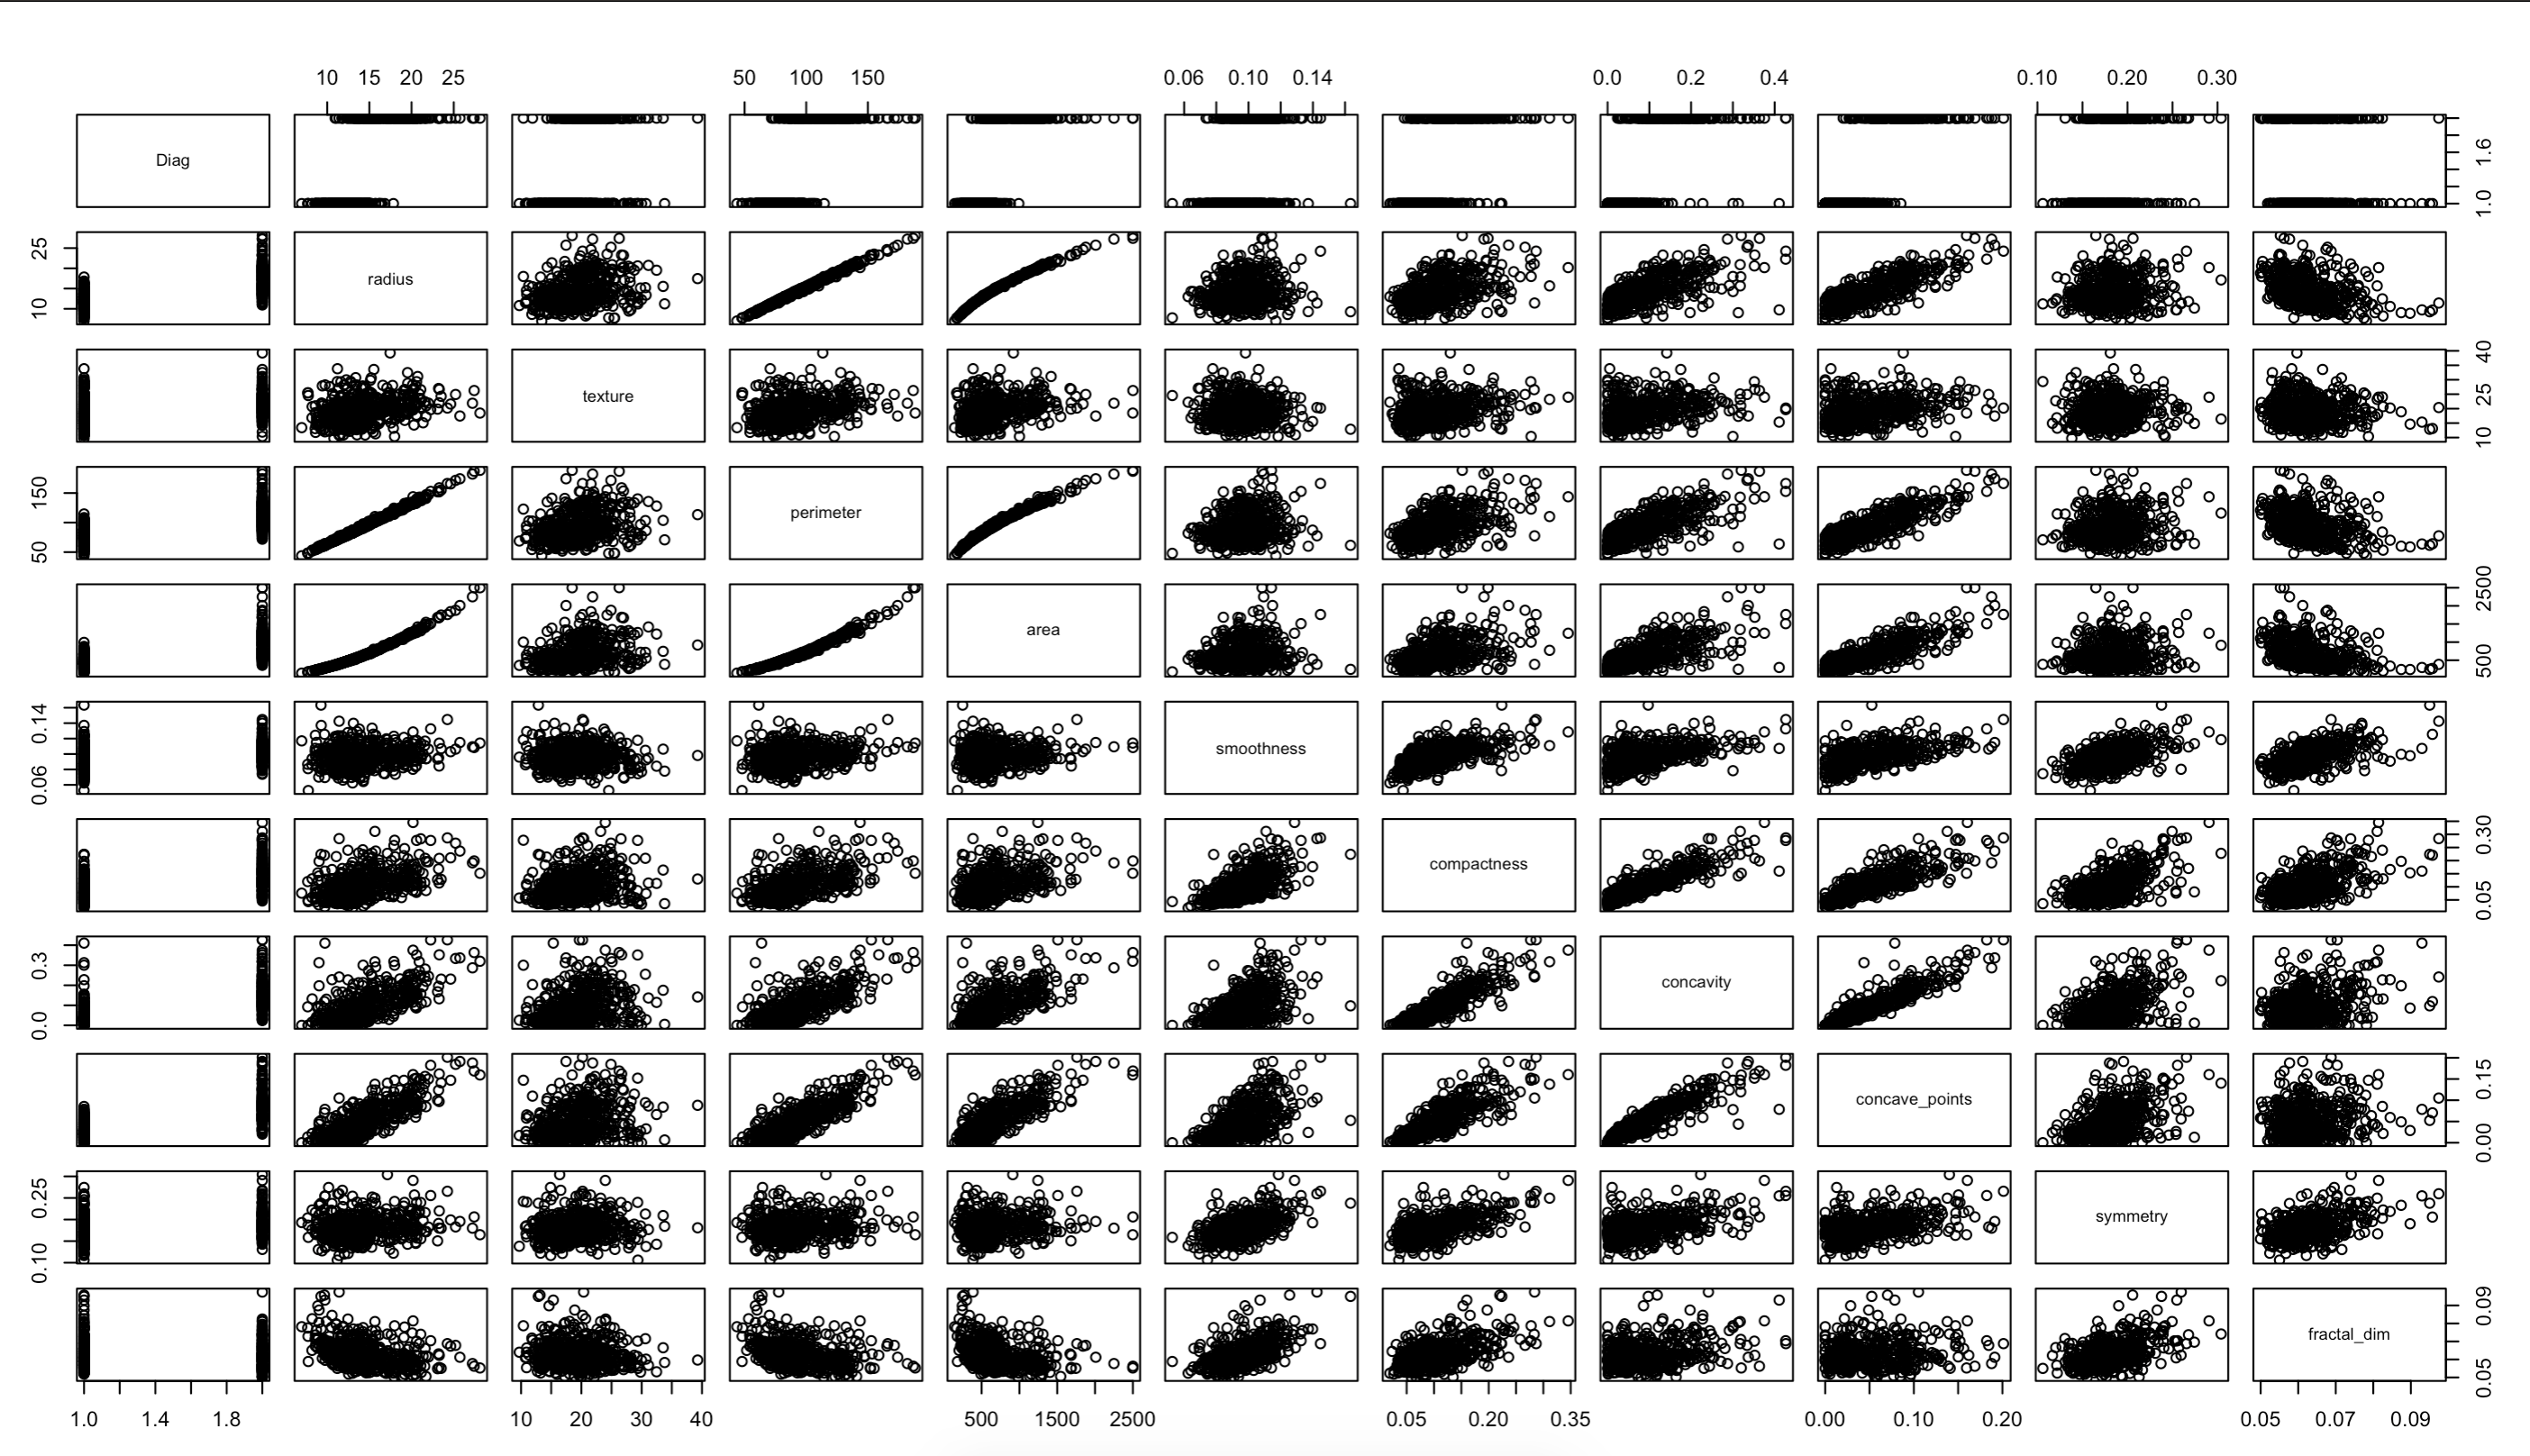 10 15 20 25 50 100 150 0.06 0.10 0.14 0.0 0.2 0.4 0.10 0.20 0.30
Diag 1.0 1.6
10 25 radius
texture 10 25 40
50 150 perimeter
area 500 2500
0.06 0.14 smoothness
compactness 0.05 0.30
0.0 0.3 concavity
concave_points 0.00 0.15
0.10 0.25 symmetry
fractal_dim 0.05 0.09
1.0 1.4 1.8 10 20 30 40 500 1500 2500 0.05 0.20 0.35 0.00 0.10 0.20 0.05 0.07 0.09